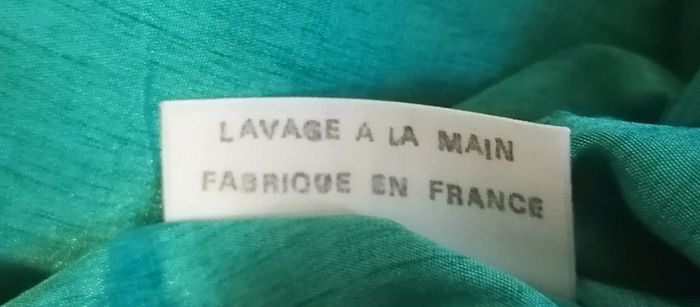 LAVAGE A LA MAIN
FABRIQUE EN FRANCE